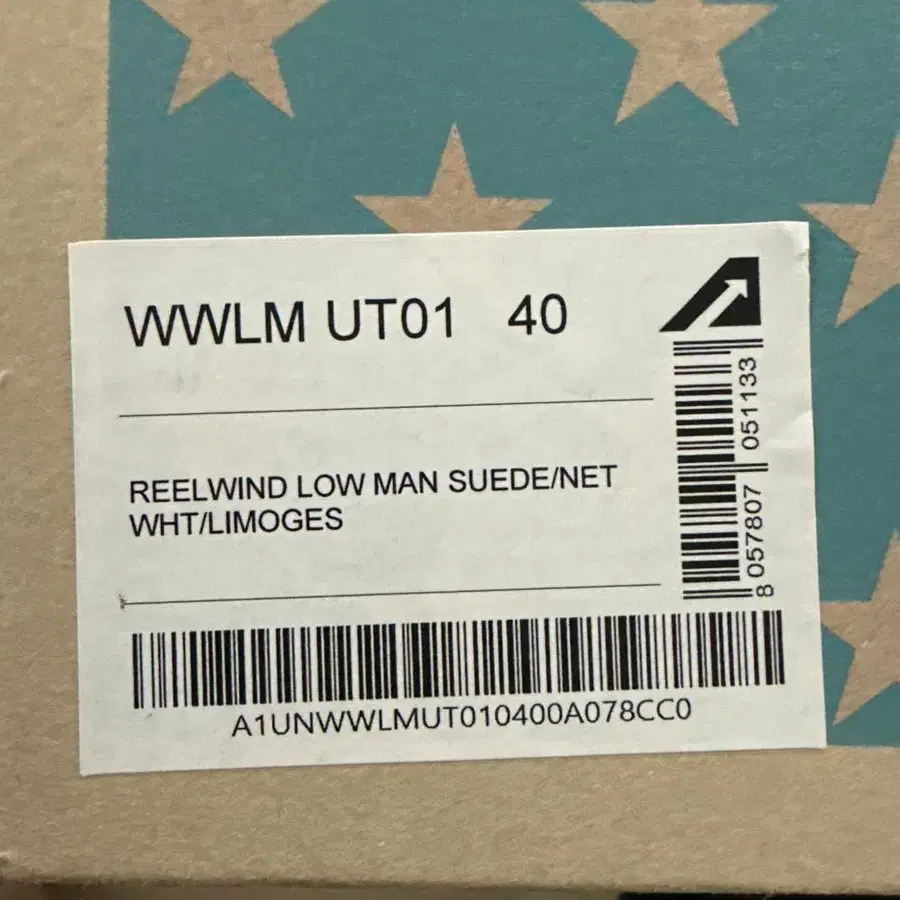 WWLM UT01 40
REELWIND LOW MAN SUEDE/NET
WHT/LIMOGES
8 057807 051133
A1UNWWLMUT010400A078CC0